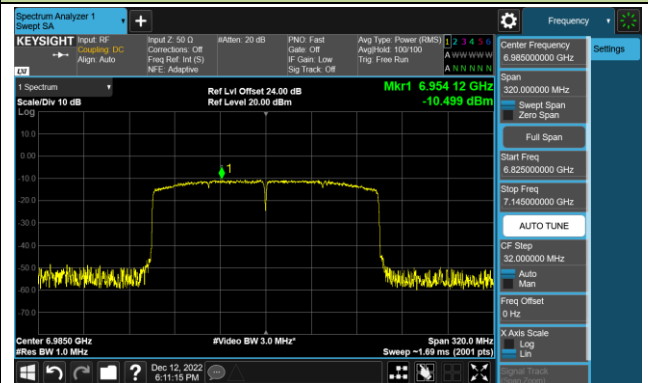 Spectrum Analyzer 1
Swept SA
Frequency
KEYSIGHT
Input: RF
Coupling: DC
Align: Auto
Input Z: 50 Ω
Corrections: Off
Freq Ref: Int (S)
NFE: Adaptive
#Atten: 20 dB
PNO: Fast
Gate: Off
IF Gain: Low
Sig Track: Off
Avg Type: Power (RMS)
Avg|Hold: 100/100
Trig: Free Run
1 2 3 4 5 6
A W W W W W
A N N N N N
LXI
1 Spectrum
Scale/Div 10 dB
Log
Ref Lvl Offset 24.00 dB
Ref Level 20.00 dBm
Mkr1 6.954 12 GHz
-10.499 dBm
10.0
0.00
-10.0
-20.0
-30.0
-40.0
-50.0
-60.0
-70.0
1
Center 6.9850 GHz
#Res BW 1.0 MHz
#Video BW 3.0 MHz*
Span 320.0 MHz
Sweep ~1.69 ms (2001 pts)
Dec 12, 2022
6:11:15 PM
Center Frequency
6.985000000 GHz
Settings
Span
320.000000 MHz
Swept Span
Zero Span
Full Span
Start Freq
6.825000000 GHz
Stop Freq
7.145000000 GHz
AUTO TUNE
CF Step
32.000000 MHz
Auto
Man
Freq Offset
0 Hz
X Axis Scale
Log
Lin
Signal Track
(Span Zoom)